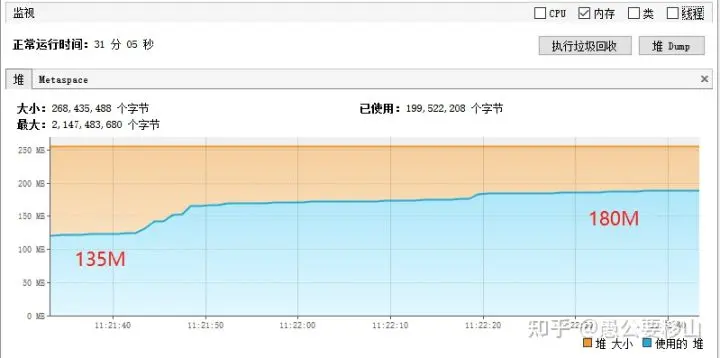 监视
CPU 内存 类 线程
正常运行时间: 31 分 05 秒
执行垃圾回收 堆 Dump
堆 Metaspace
大小: 268,435,488 个字节 已使用: 199,522,208 个字节
最大: 2,147,483,680 个字节
250 MB
200 MB
150 MB
100 MB
50 MB
0 MB
135M
180M
11:21:40 11:21:50 11:22:00 11:22:10 11:22:20
知乎 @愚公要移山
堆 大小 使用的 堆